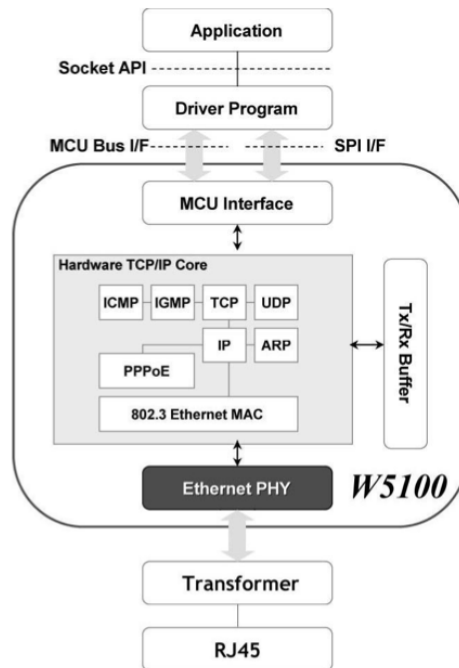 Application
Socket API
Driver Program
MCU Bus I/F
SPI I/F
MCU Interface
Hardware TCP/IP Core
ICMP
IGMP
TCP
UDP
IP
ARP
PPPoE
802.3 Ethernet MAC
Tx/Rx Buffer
Ethernet PHY
W5100
Transformer
RJ45